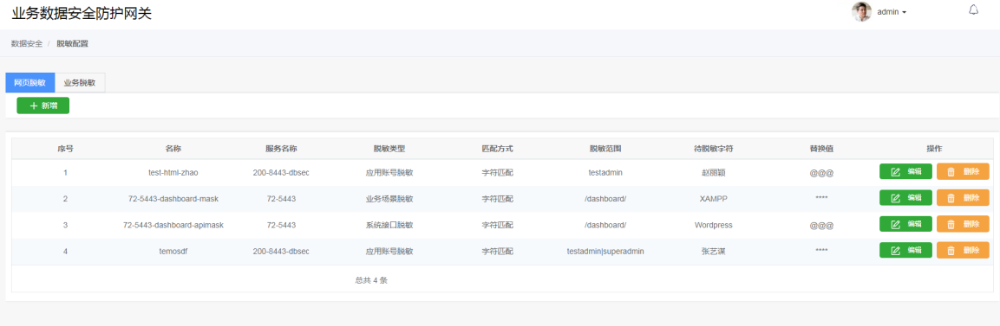 业务数据安全防护网关
admin
数据安全 / 脱敏配置
网页脱敏 业务脱敏
新增
序号 名称 服务名称 脱敏类型 匹配方式 脱敏范围 待脱敏字符 替换值 操作
1 test-html-zhao 200-8443-dbsec 应用账号脱敏 字符匹配 testadmin 赵丽颖 @@@ 编辑 删除
2 72-5443-dashboard-mask 72-5443 业务场景脱敏 字符匹配 /dashboard/ XAMPP **** 编辑 删除
3 72-5443-dashboard-apimask 72-5443 系统接口脱敏 字符匹配 /dashboard/ Wordpress @@@ 编辑 删除
4 temosdf 200-8443-dbsec 应用账号脱敏 字符匹配 testadmin|superadmin 张艺谋 **** 编辑 删除
总共 4 条